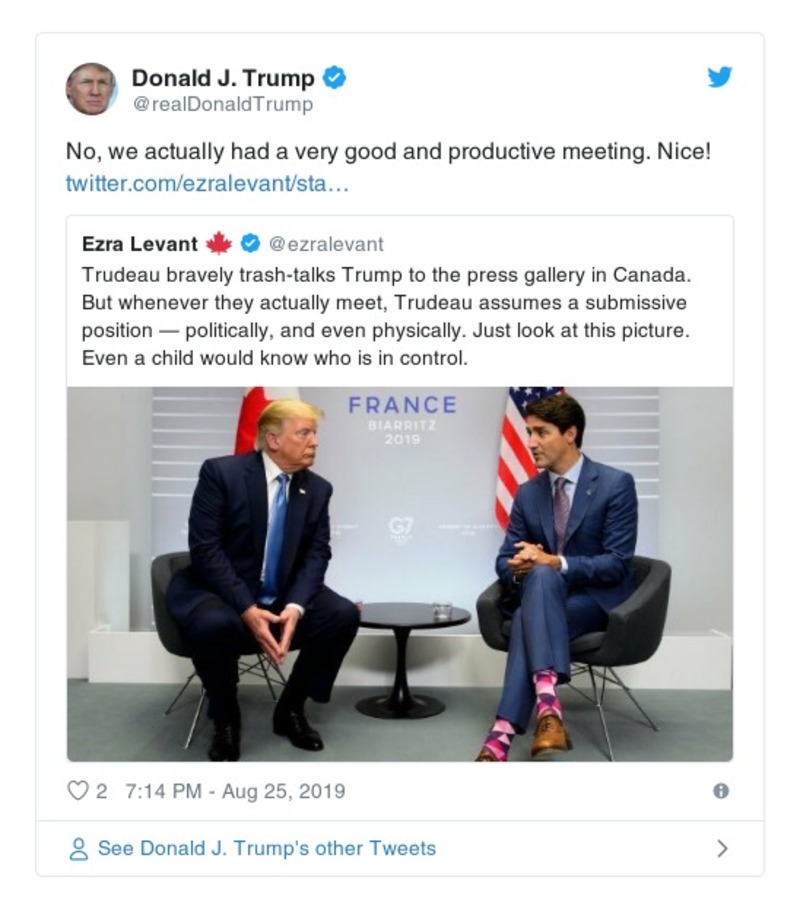 Donald J. Trump
@realDonaldTrump
No, we actually had a very good and productive meeting. Nice!
twitter.com/ezralevant/sta…
Ezra Levant 🍁 @ezralevant
Trudeau bravely trash-talks Trump to the press gallery in Canada.
But whenever they actually meet, Trudeau assumes a submissive
position — politically, and even physically. Just look at this picture.
Even a child would know who is in control.
FRANCE
BIARRITZ
2019
G7
2 7:14 PM - Aug 25, 2019
See Donald J. Trump's other Tweets